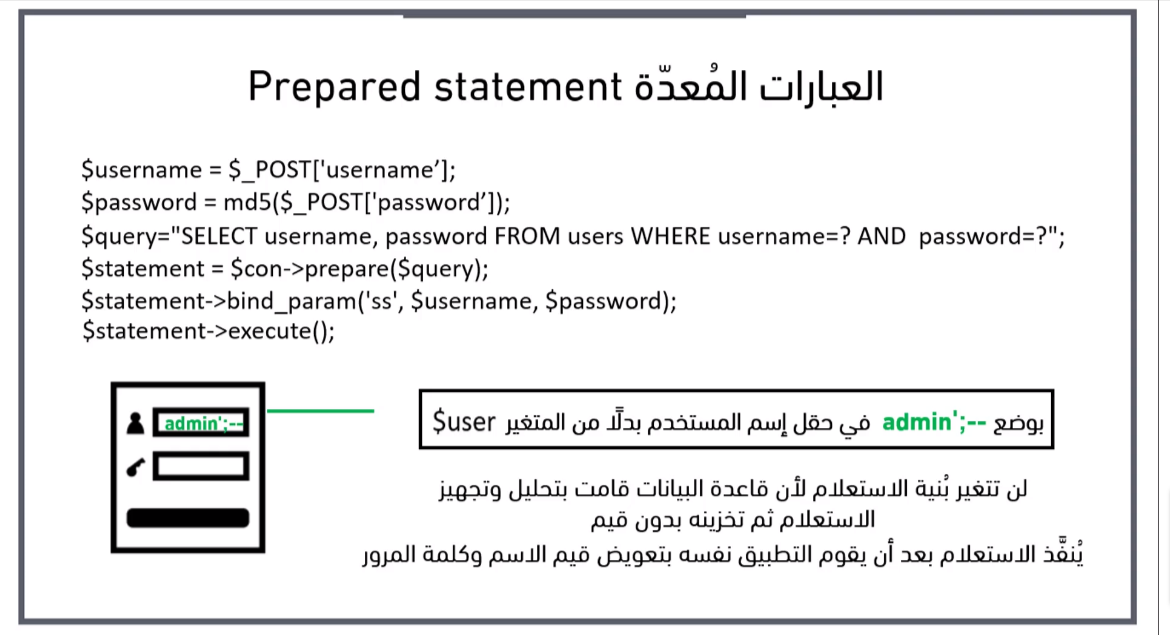 العبارات المُعدّة Prepared statement
$username = $_POST['username’];
$password = md5($_POST['password’]);
$query="SELECT username, password FROM users WHERE username=? AND  password=?";
$statement = $con->prepare($query);
$statement->bind_param('ss', $username, $password);
$statement->execute();
admin';--
بوضع admin';-- في حقل إسم المستخدم بدلًا من المتغير $user
لن تتغير بُنية الاستعلام لأن قاعدة البيانات قامت بتحليل وتجهيز
الاستعلام ثم تخزينه بدون قيم
يُنفَّذ الاستعلام بعد أن يقوم التطبيق نفسه بتعويض قيم الاسم وكلمة المرور